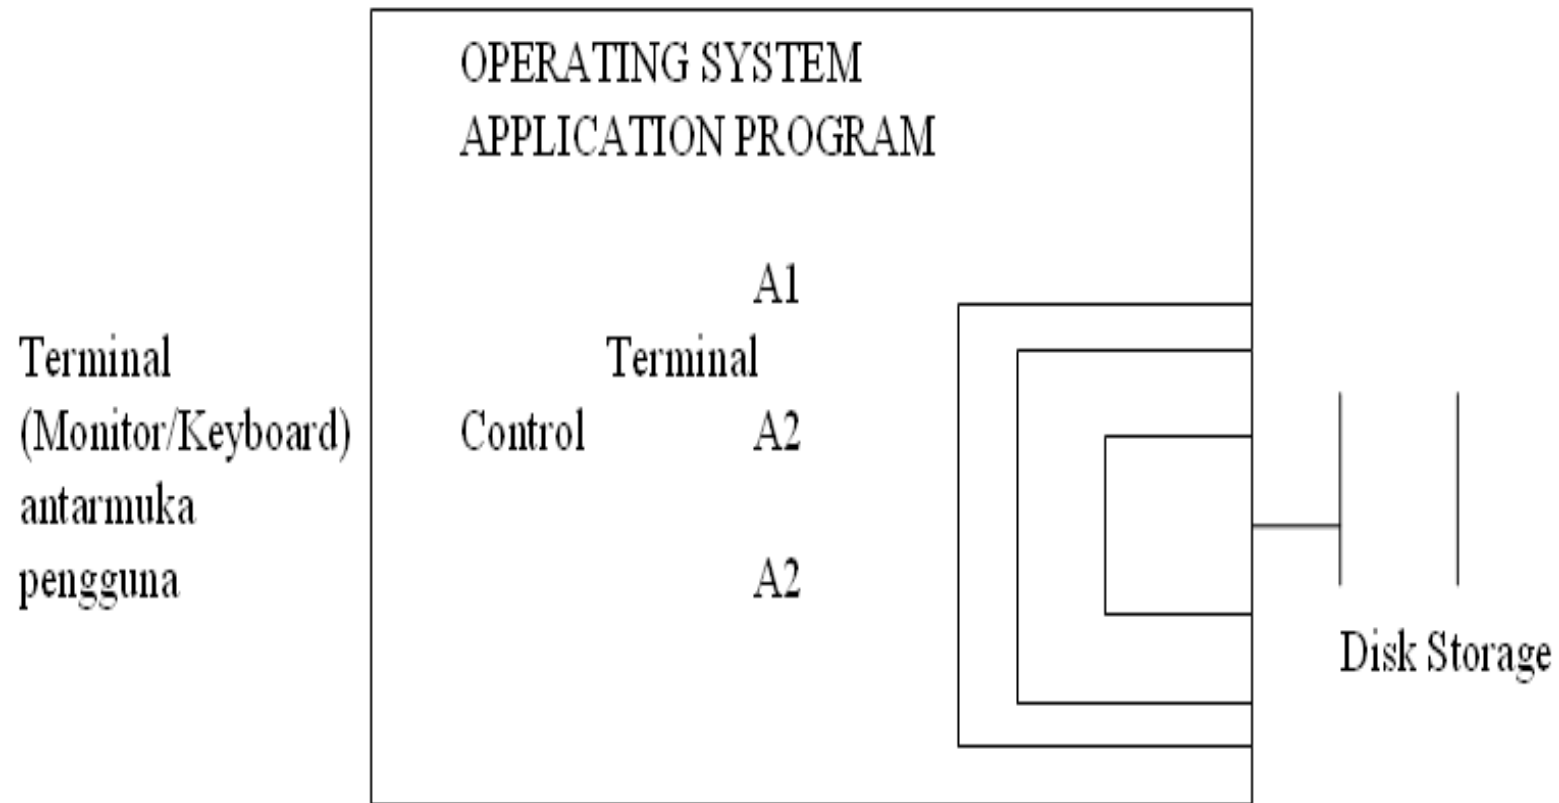 OPERATING SYSTEM
APPLICATION PROGRAM
A1
Terminal
Terminal
(Monitor/Keyboard)
Control
A2
antarmuka
pengguna
A2
Disk Storage